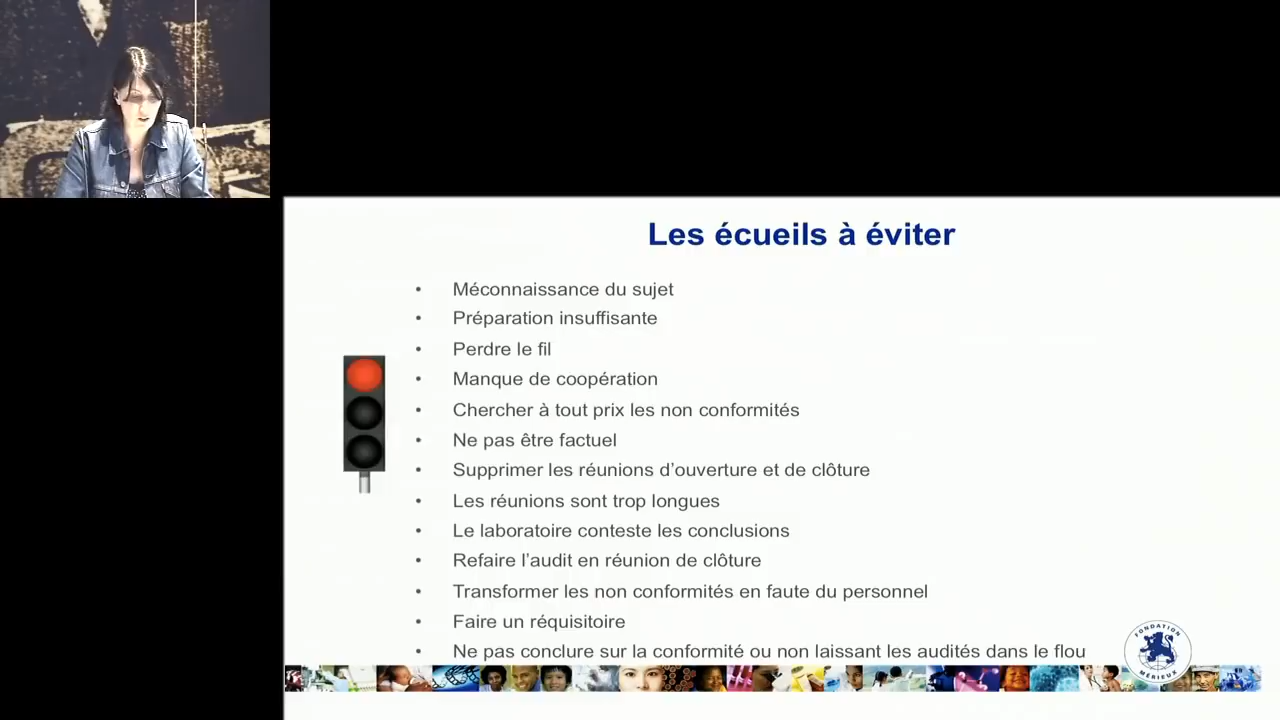 Les écueils à éviter
• Méconnaissance du sujet
• Préparation insuffisante
• Perdre le fil
• Manque de coopération
• Chercher à tout prix les non conformités
• Ne pas être factuel
• Supprimer les réunions d’ouverture et de clôture
• Les réunions sont trop longues
• Le laboratoire conteste les conclusions
• Refaire l’audit en réunion de clôture
• Transformer les non conformités en faute du personnel
• Faire un réquisitoire
• Ne pas conclure sur la conformité ou non laissant les audités dans le flou
FONDATION
MÉRIEUX